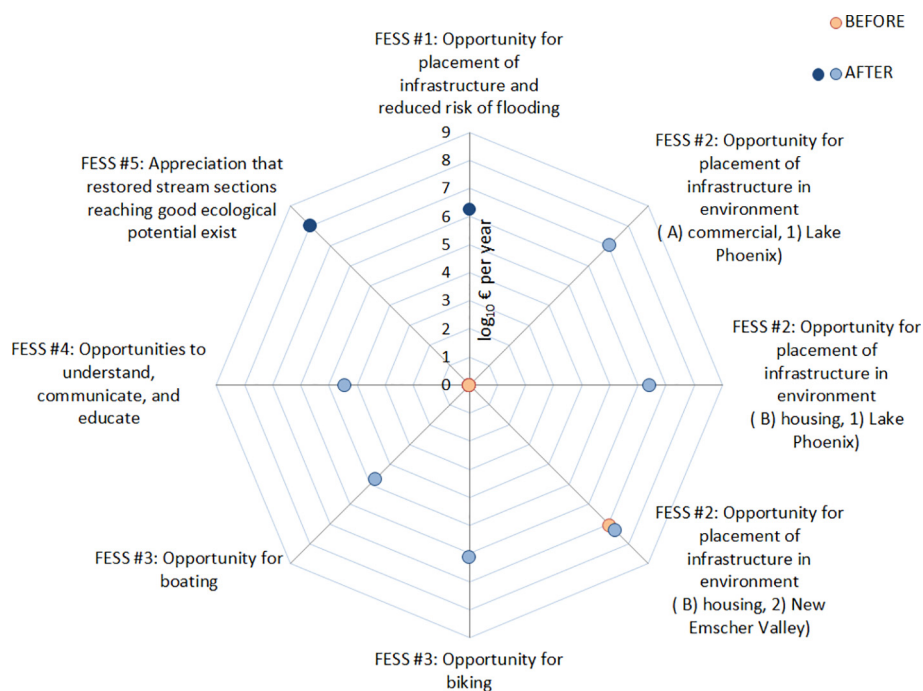 BEFORE
AFTER
FESS #1: Opportunity for
placement of
infrastructure and
reduced risk of flooding
FESS #2: Opportunity for
placement of
infrastructure in
environment
( A) commercial, 1) Lake
Phoenix)
FESS #2: Opportunity for
placement of
infrastructure in
environment
( B) housing, 1) Lake
Phoenix)
FESS #2: Opportunity for
placement of
infrastructure in
environment
( B) housing, 2) New
Emscher Valley)
FESS #3: Opportunity for
biking
FESS #3: Opportunity for
boating
FESS #4: Opportunities to
understand,
communicate, and
educate
FESS #5: Appreciation that
restored stream sections
reaching good ecological
potential exist
9
8
7
6
5
4
3
2
1
0
log₁₀ € per year